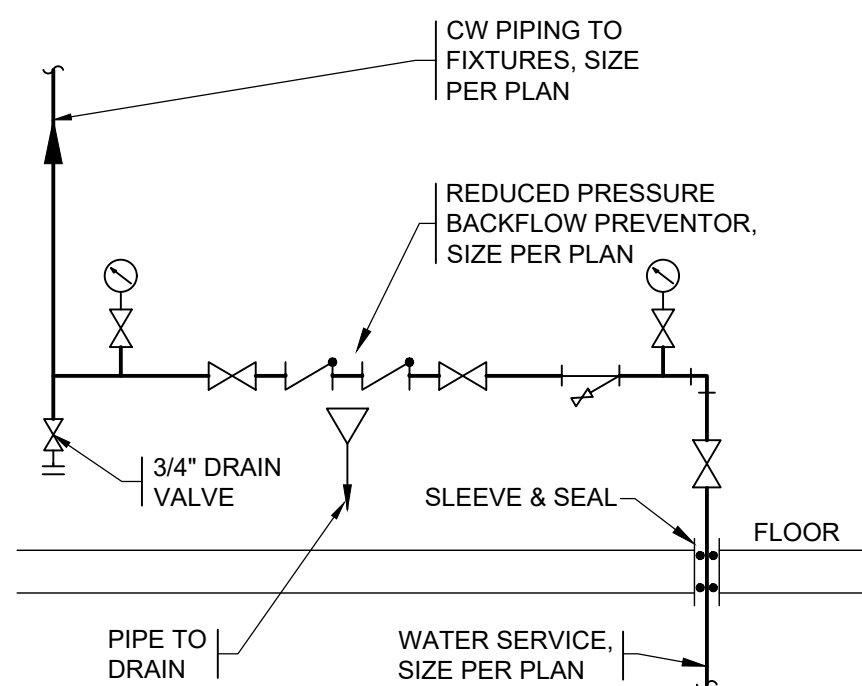 CW PIPING TO
FIXTURES, SIZE
PER PLAN
REDUCED PRESSURE
BACKFLOW PREVENTOR,
SIZE PER PLAN
3/4" DRAIN
VALVE
SLEEVE & SEAL
FLOOR
PIPE TO
DRAIN
WATER SERVICE,
SIZE PER PLAN